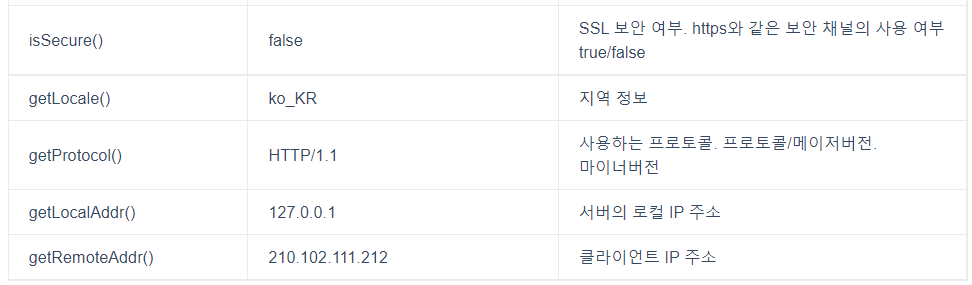 isSecure() false SSL 보안 여부. https와 같은 보안 채널의 사용 여부
true/false
getLocale() ko_KR 지역 정보
getProtocol() HTTP/1.1 사용하는 프로토콜. 프로토콜/메이저버전.
마이너버전
getLocalAddr() 127.0.0.1 서버의 로컬 IP 주소
getRemoteAddr() 210.102.111.212 클라이언트 IP 주소